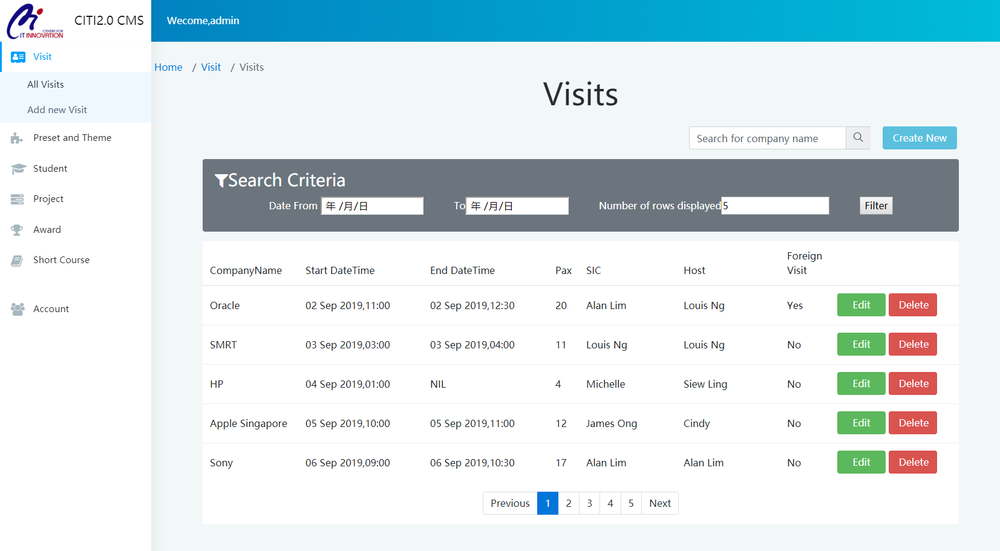 CENTRE FOR
IT INNOVATION
CITI2.0 CMS
Wecome,admin
Visit
All Visits
Add new Visit
Preset and Theme
Student
Project
Award
Short Course
Account
Home / Visit / Visits
Visits
Search for company name
Create New
Search Criteria
Date From 年 /月/日 To 年 /月/日 Number of rows displayed 5 Filter
CompanyName Start DateTime End DateTime Pax SIC Host Foreign Visit
Oracle 02 Sep 2019,11:00 02 Sep 2019,12:30 20 Alan Lim Louis Ng Yes Edit Delete
SMRT 03 Sep 2019,03:00 03 Sep 2019,04:00 11 Louis Ng Louis Ng No Edit Delete
HP 04 Sep 2019,01:00 NIL 4 Michelle Siew Ling No Edit Delete
Apple Singapore 05 Sep 2019,10:00 05 Sep 2019,11:00 12 James Ong Cindy No Edit Delete
Sony 06 Sep 2019,09:00 06 Sep 2019,10:30 17 Alan Lim Alan Lim No Edit Delete
Previous 1 2 3 4 5 Next